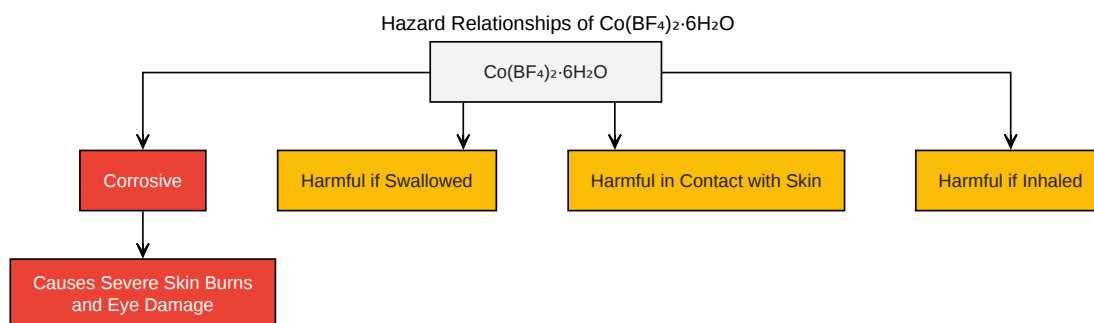 Hazard Relationships of Co(BF₄)₂·6H₂O
Co(BF₄)₂·6H₂O
Corrosive
Harmful if Swallowed
Harmful in Contact with Skin
Harmful if Inhaled
Causes Severe Skin Burns
and Eye Damage